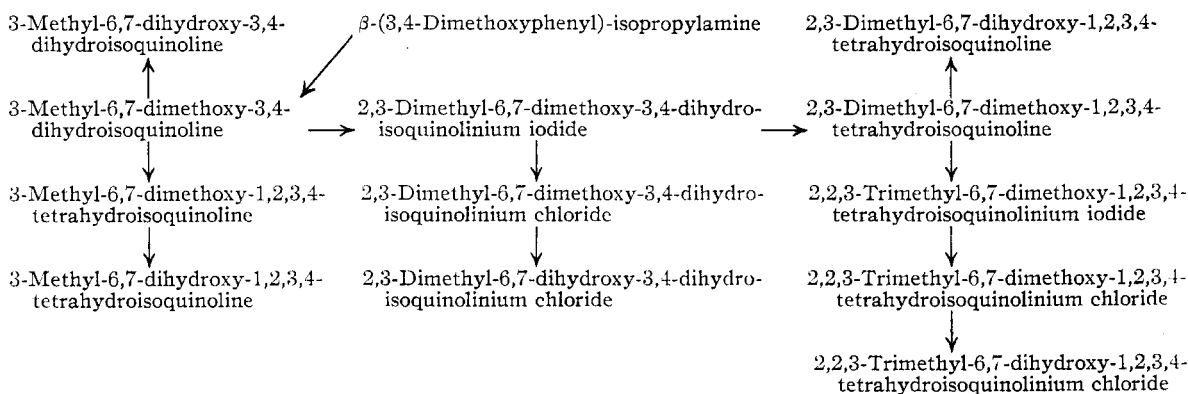 3-Methyl-6,7-dihydroxy-3,4-
dihydroisoquinoline
β-(3,4-Dimethoxyphenyl)-isopropylamine
2,3-Dimethyl-6,7-dihydroxy-1,2,3,4-
tetrahydroisoquinoline
3-Methyl-6,7-dimethoxy-3,4-
dihydroisoquinoline
2,3-Dimethyl-6,7-dimethoxy-3,4-dihydro-
isoquinolinium iodide
2,3-Dimethyl-6,7-dimethoxy-1,2,3,4-
tetrahydroisoquinoline
3-Methyl-6,7-dimethoxy-1,2,3,4-
tetrahydroisoquinoline
2,3-Dimethyl-6,7-dimethoxy-3,4-dihydro-
isoquinolinium chloride
2,2,3-Trimethyl-6,7-dimethoxy-1,2,3,4-
tetrahydroisoquinolinium iodide
3-Methyl-6,7-dihydroxy-1,2,3,4-
tetrahydroisoquinoline
2,3-Dimethyl-6,7-dihydroxy-3,4-dihydro-
isoquinolinium chloride
2,2,3-Trimethyl-6,7-dimethoxy-1,2,3,4-
tetrahydroisoquinolinium chloride
2,2,3-Trimethyl-6,7-dihydroxy-1,2,3,4-
tetrahydroisoquinolinium chloride